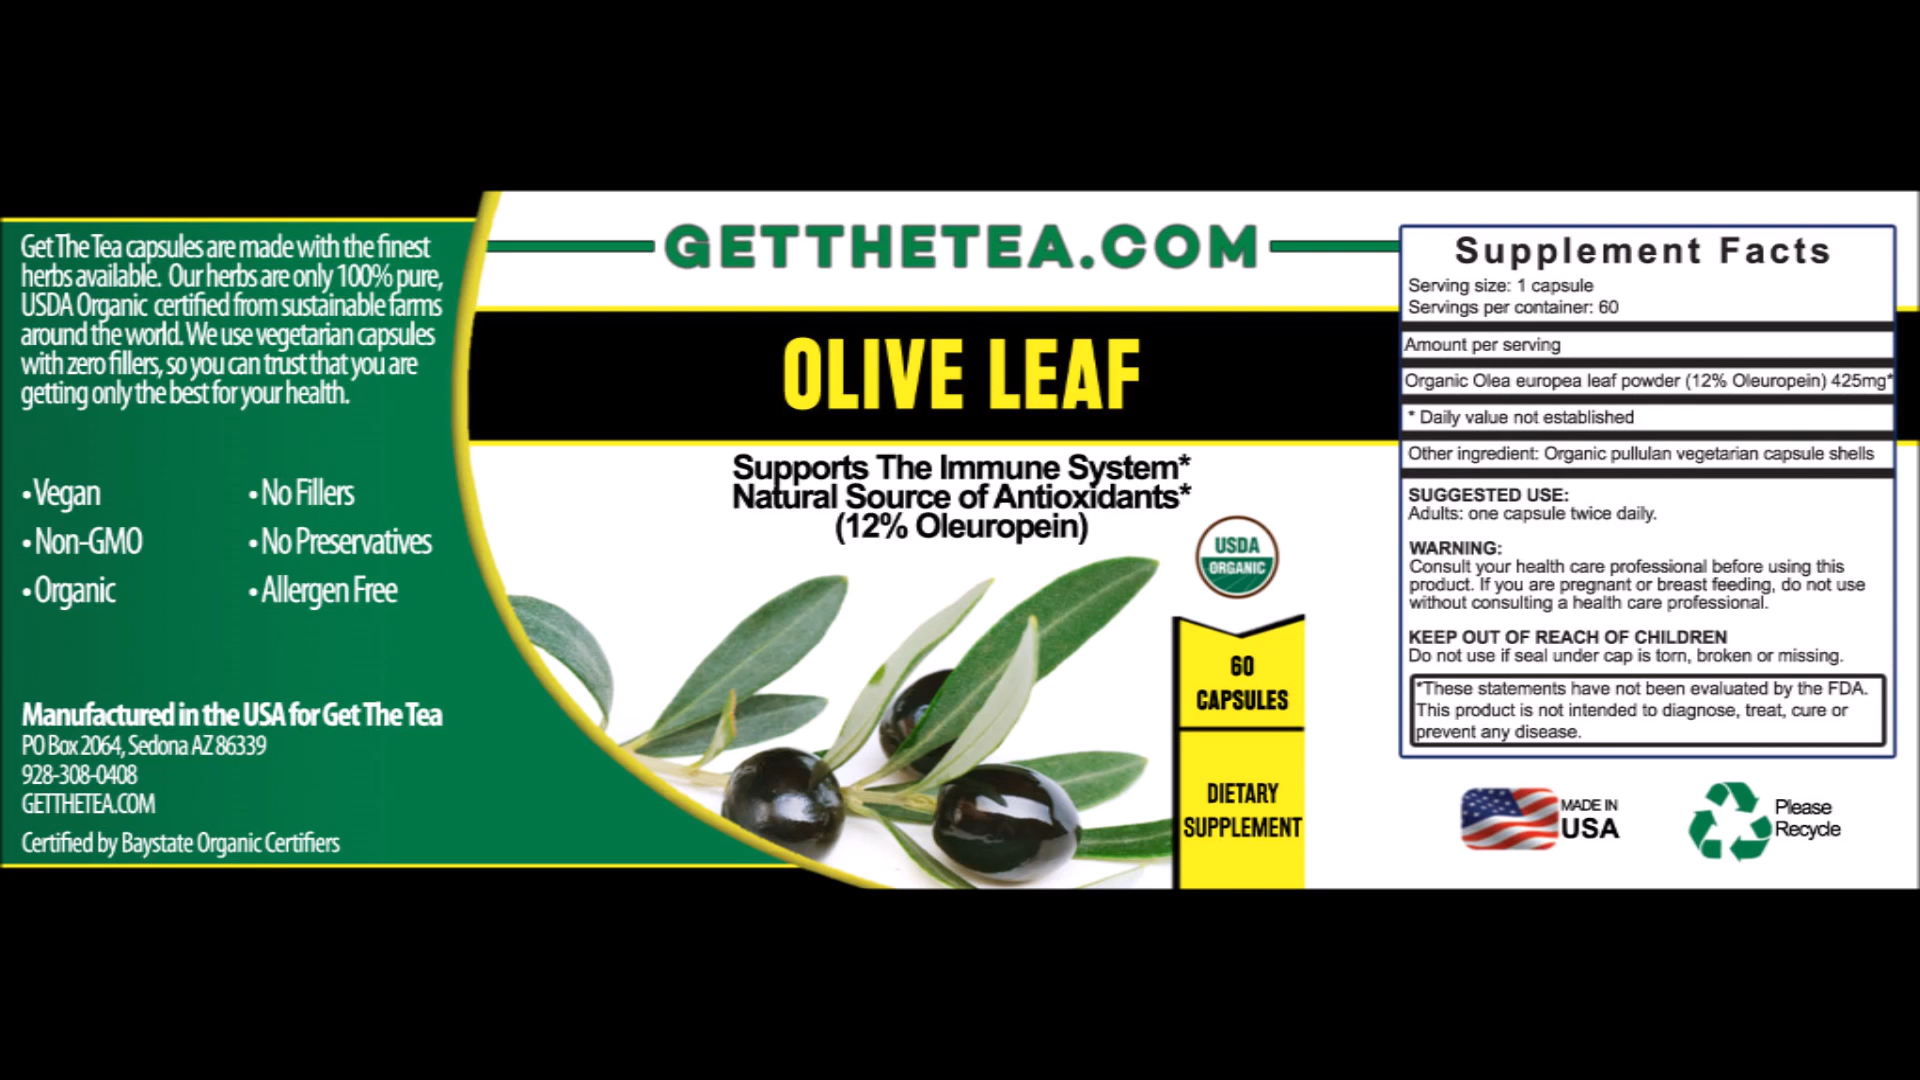 Get The Tea capsules are made with the finest
herbs available. Our herbs are only 100% pure,
USDA Organic certified from sustainable farms
around the world. We use vegetarian capsules
with zero fillers, so you can trust that you are
getting only the best for your health.
• Vegan
• Non-GMO
• Organic
• No Fillers
• No Preservatives
• Allergen Free
Manufactured in the USA for Get The Tea
PO Box 2064, Sedona AZ 86339
928-308-0408
GETTHETEA.COM
Certified by Baystate Organic Certifiers
GETTHETEA.COM
OLIVE LEAF
Supports The Immune System*
Natural Source of Antioxidants*
(12% Oleuropein)
USDA
ORGANIC
60
CAPSULES
DIETARY
SUPPLEMENT
Supplement Facts
Serving size: 1 capsule
Servings per container: 60
Amount per serving
Organic Olea europea leaf powder (12% Oleuropein) 425mg*
* Daily value not established
Other ingredient: Organic pullulan vegetarian capsule shells
SUGGESTED USE:
Adults: one capsule twice daily.
WARNING:
Consult your health care professional before using this
product. If you are pregnant or breast feeding, do not use
without consulting a health care professional.
KEEP OUT OF REACH OF CHILDREN
Do not use if seal under cap is torn, broken or missing.
*These statements have not been evaluated by the FDA.
This product is not intended to diagnose, treat, cure or
prevent any disease.
MADE IN
USA
Please
Recycle